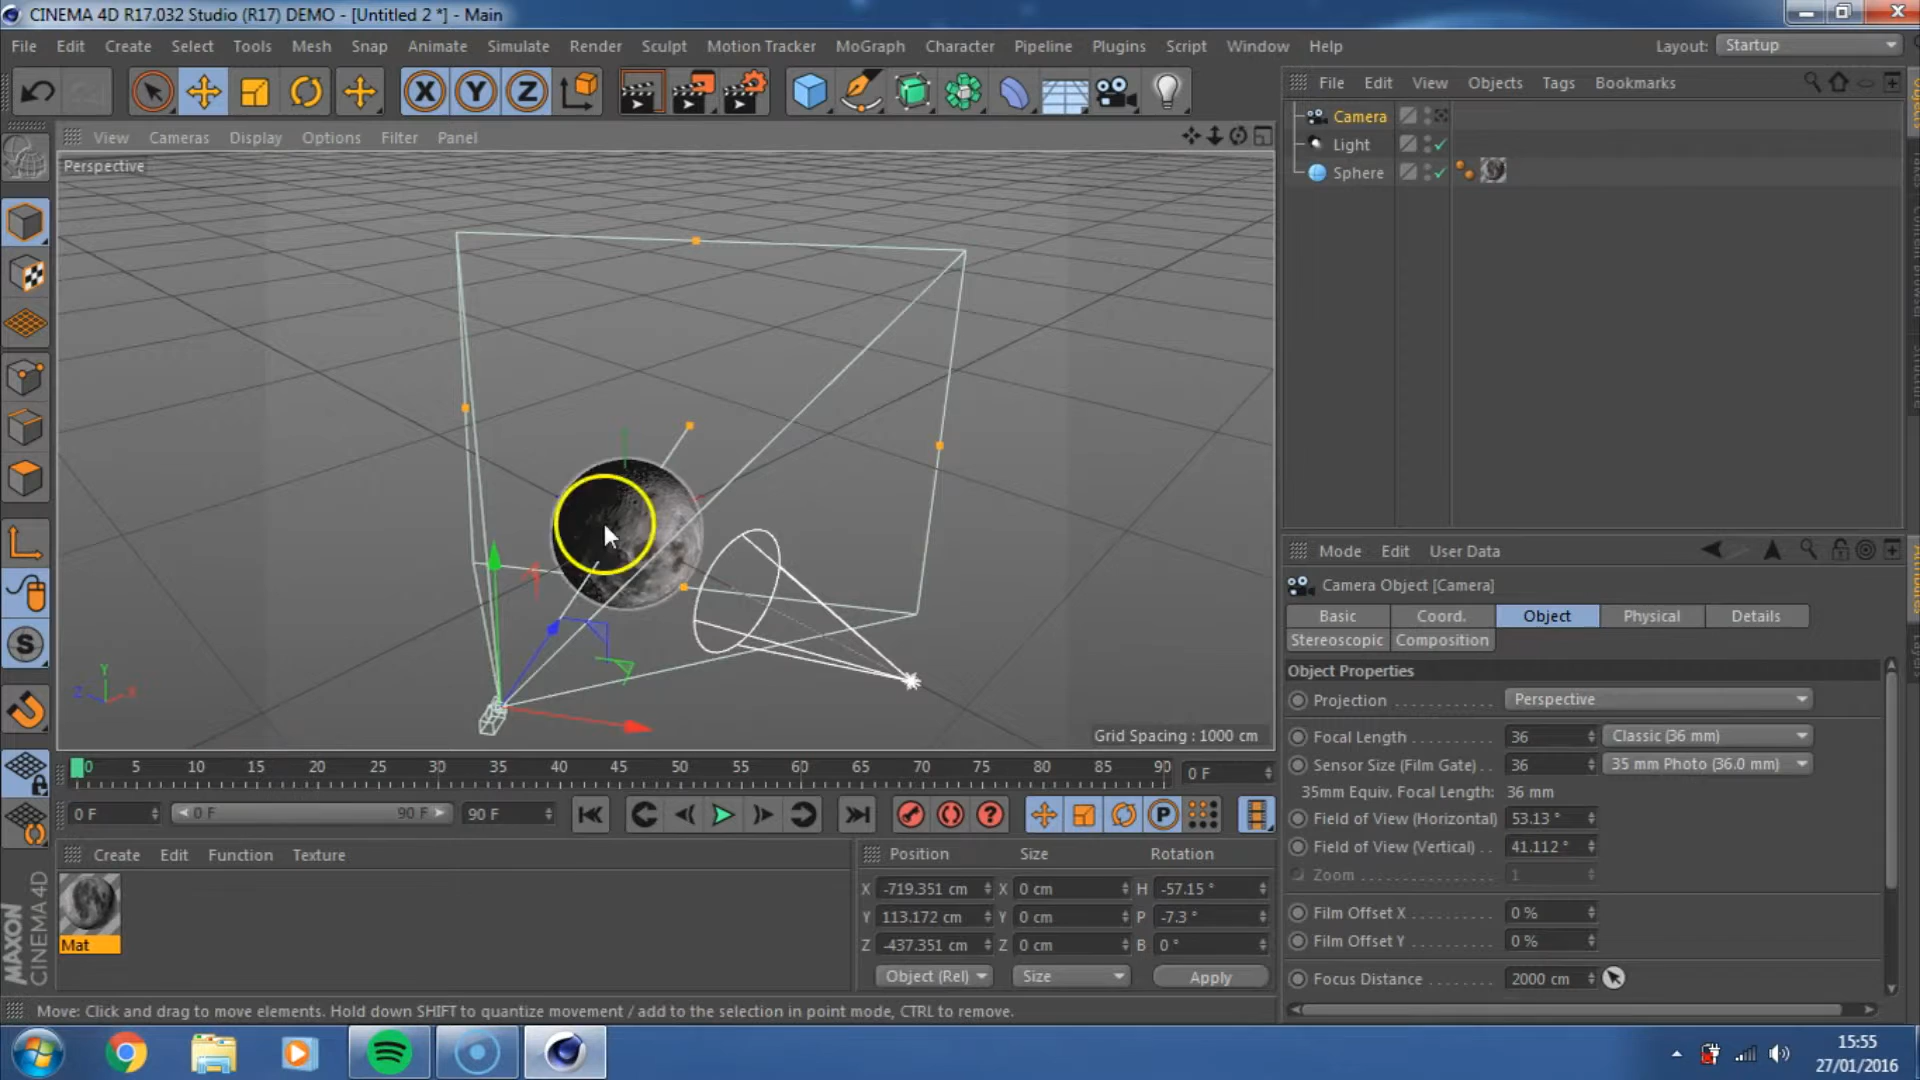 CINEMA 4D R17.032 Studio (R17) DEMO - [Untitled 2 *] - Main
File Edit Create Select Tools Mesh Snap Animate Simulate Render Sculpt Motion Tracker MoGraph Character Pipeline Plugins Script Window Help Layout: Startup
X Y Z
File Edit View Objects Tags Bookmarks
View Cameras Display Options Filter Panel
Perspective
Camera
Light
Sphere
Objects
Takes
Content Browser
Structure
Y
Z X
Grid Spacing : 1000 cm
S
Mode Edit User Data
Camera Object [Camera]
Basic Coord. Object Physical Details
Stereoscopic Composition
Object Properties
Projection Perspective
Focal Length 36 Classic (36 mm)
Sensor Size (Film Gate) 36 35 mm Photo (36.0 mm)
35mm Equiv. Focal Length: 36 mm
Field of View (Horizontal) 53.13 °
Field of View (Vertical) 41.112 °
Zoom 1
Film Offset X 0 %
Film Offset Y 0 %
Focus Distance 2000 cm
Attributes
Layers
0 5 10 15 20 25 30 35 40 45 50 55 60 65 70 75 80 85 90 0 F
0 F 0 F 90 F 90 F ? P
Create Edit Function Texture
Mat
MAXON
CINEMA 4D
Position Size Rotation
X -719.351 cm X 0 cm H -57.15 °
Y 113.172 cm Y 0 cm P -7.3 °
Z -437.351 cm Z 0 cm B 0 °
Object (Rel) Size Apply
Move: Click and drag to move elements. Hold down SHIFT to quantize movement / add to the selection in point mode, CTRL to remove.
15:55
27/01/2016